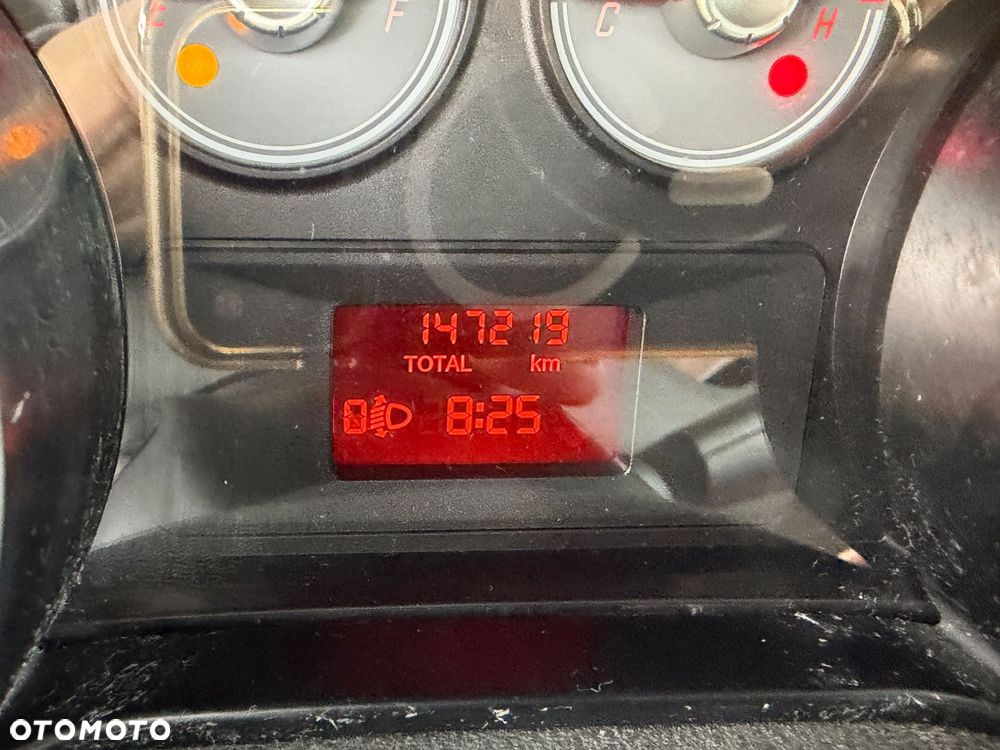 E F C H
147219
TOTAL km
0 8:25
OTOMOTO